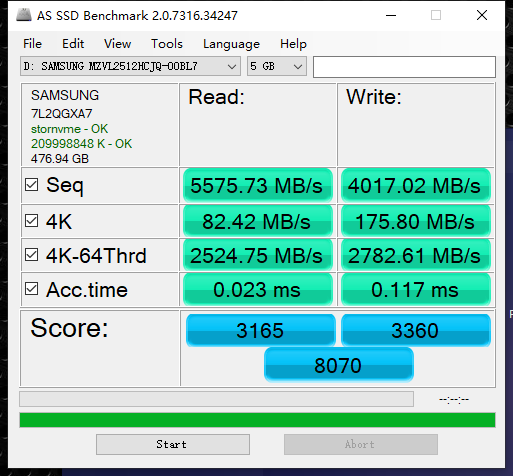 AS SSD Benchmark 2.0.7316.34247
File Edit View Tools Language Help
D: SAMSUNG MZVL2512HCJQ-00BL7 5 GB
SAMSUNG Read: Write:
7L2QGXA7
stornvme - OK
209998848 K - OK
476.94 GB
Seq 5575.73 MB/s 4017.02 MB/s
4K 82.42 MB/s 175.80 MB/s
4K-64Thrd 2524.75 MB/s 2782.61 MB/s
Acc.time 0.023 ms 0.117 ms
Score: 3165 3360
8070
--:--:--
Start Abort